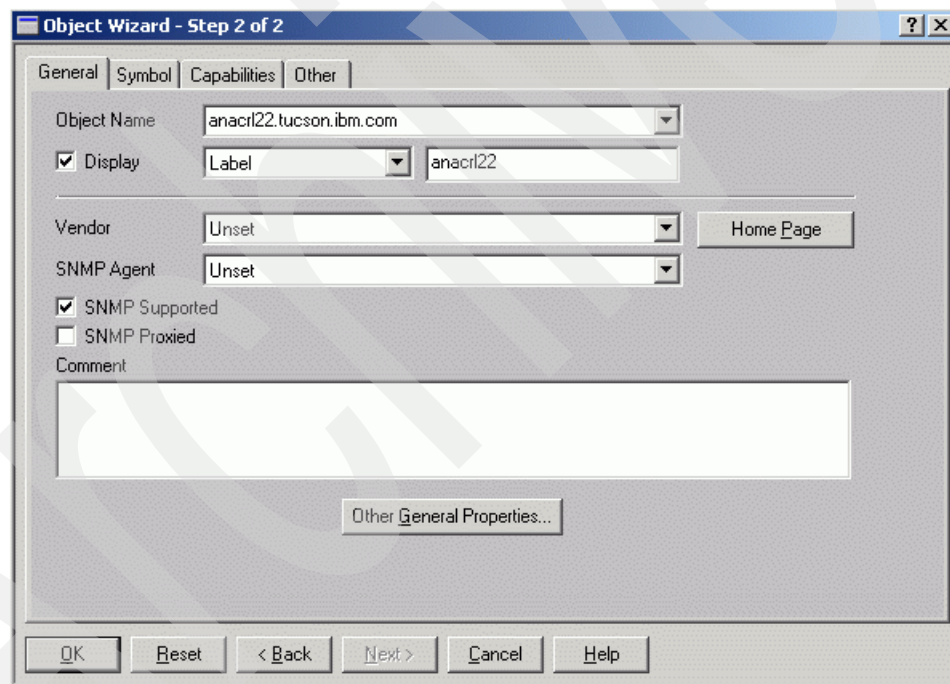 Object Wizard - Step 2 of 2
General Symbol Capabilities Other
Object Name anacrl22.tucson.ibm.com
Display Label anacrl22
Vendor Unset Home Page
SNMP Agent Unset
SNMP Supported
SNMP Proxied
Comment
Other General Properties...
OK Reset < Back Next > Cancel Help